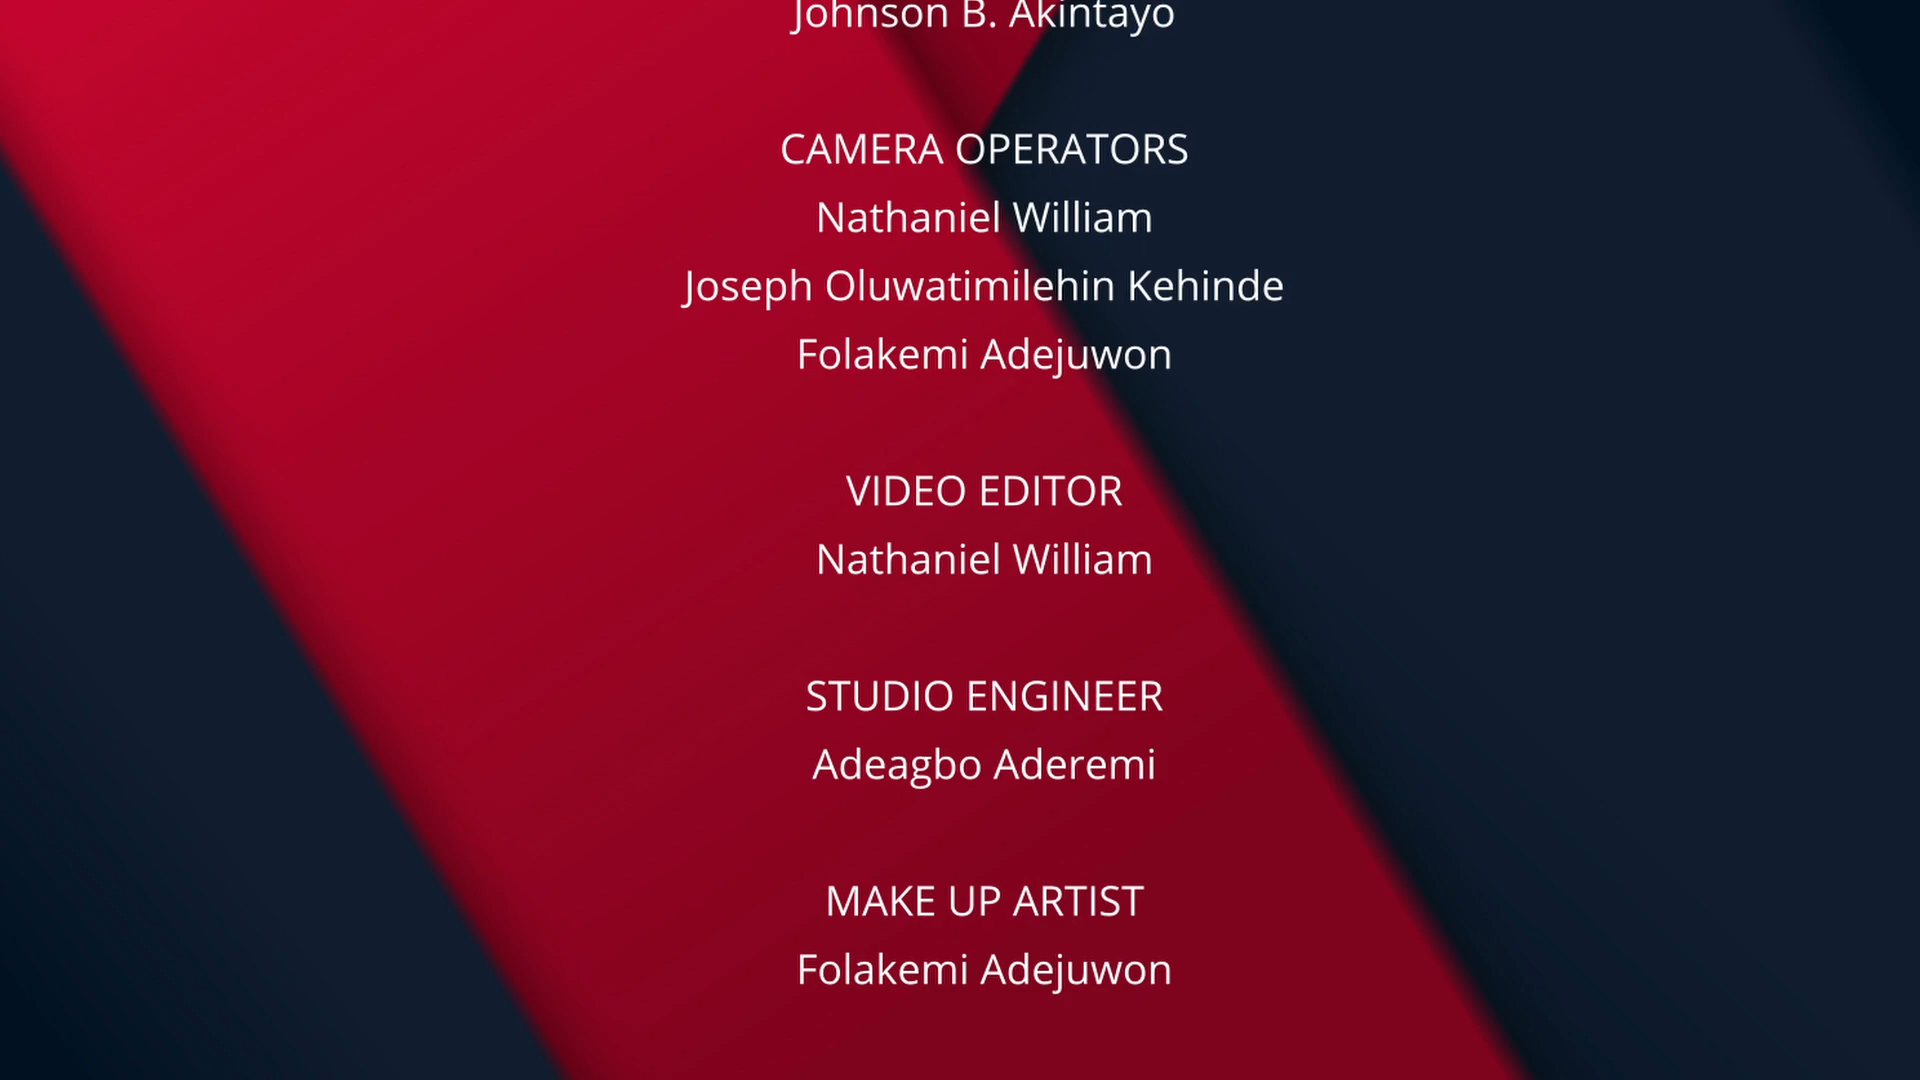 Johnson B. Akintayo
CAMERA OPERATORS
Nathaniel William
Joseph Oluwatimilehin Kehinde
Folakemi Adejuwon
VIDEO EDITOR
Nathaniel William
STUDIO ENGINEER
Adeagbo Aderemi
MAKE UP ARTIST
Folakemi Adejuwon